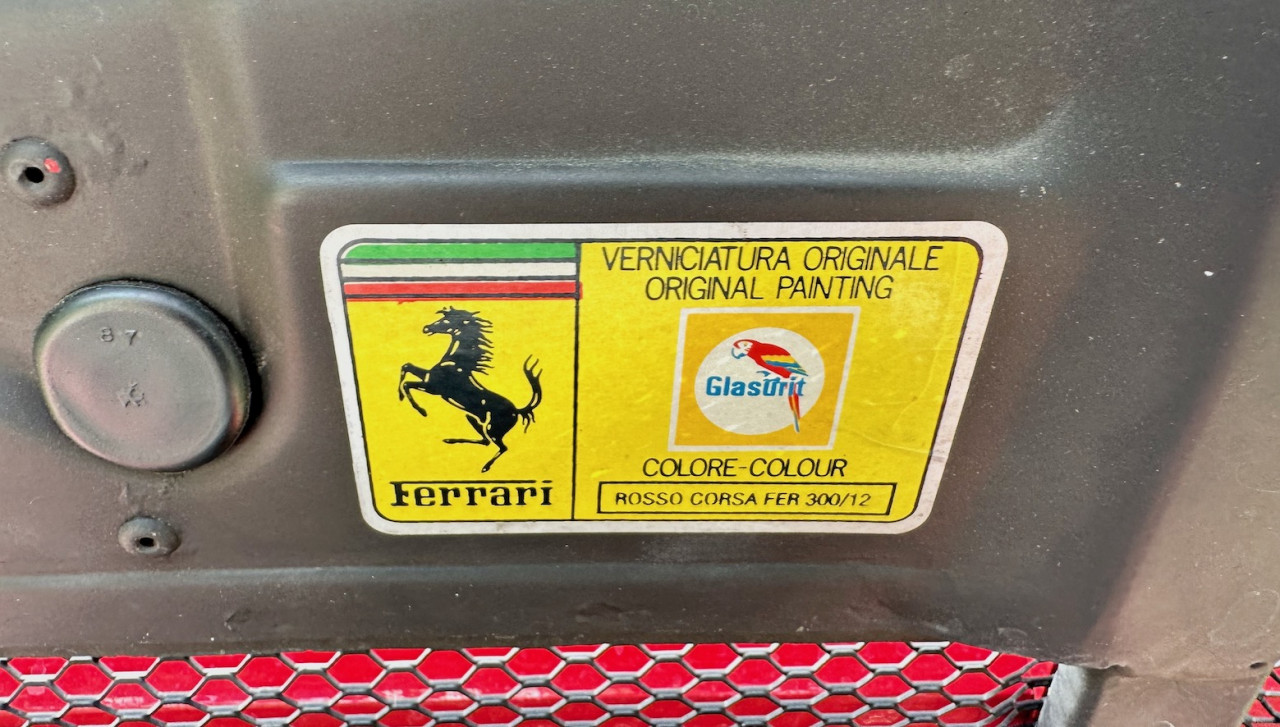 87
VERNICIATURA ORIGINALE
ORIGINAL PAINTING
Glasurit
COLORE-COLOUR
ROSSO CORSA FER 300/12
Ferrari